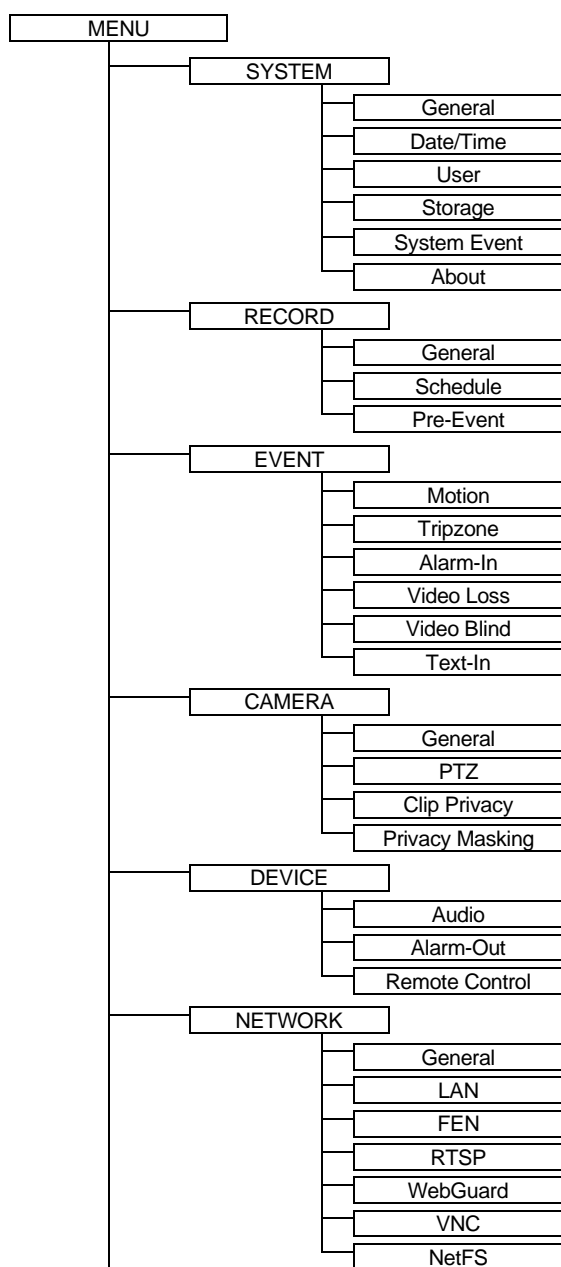 MENU
SYSTEM
General
Date/Time
User
Storage
System Event
About
RECORD
General
Schedule
Pre-Event
EVENT
Motion
Tripzone
Alarm-In
Video Loss
Video Blind
Text-In
CAMERA
General
PTZ
Clip Privacy
Privacy Masking
DEVICE
Audio
Alarm-Out
Remote Control
NETWORK
General
LAN
FEN
RTSP
WebGuard
VNC
NetFS